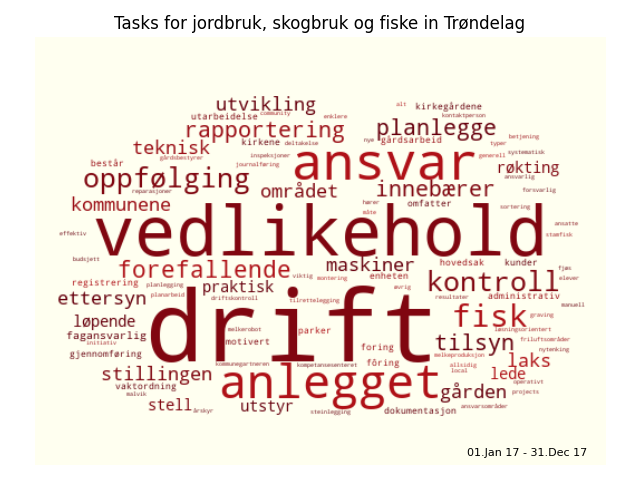 Tasks for jordbruk, skogbruk og fiske in Trøndelag
alt
utvikling community kirkegårdene
utarbeidelse enklere kontaktperson
rapportering planlegge
kirkene deltakelse nye gårdsarbeid betjening
teknisk ansvar typer systematisk
gårdsbestyrer inspeksjoner generell
består journalføring røkting
oppfølging ansvarlig
reparasjoner området innebærer forsvarlig
kommunene fører omfatter sortering
måte ansatte
effektiv vedlikehold stamfisk
budsjett maskiner hovedsak kunder fjøs
forefallende viktig montering enheten elever
registrering planlegging praktisk øvrig kontroll
ettersyn planarbeid driftskontroll tilrettelegging resultater administrativ manuell
løpende drift fisk graving
fagansvarlig melkerobot parker løsningsorientert
initiativ motivert tilsyn friluftsområder
gjennomføring foring melkeproduksjon nytenking
kommunegartneren kompetansesenteret fôring allsidig laks
stillingen anlegget local lede
vaktordning gården operativt
malvik projects
stell årskyr utstyr steinlegging dokumentasjon ansvarsområder
01.Jan 17 - 31.Dec 17